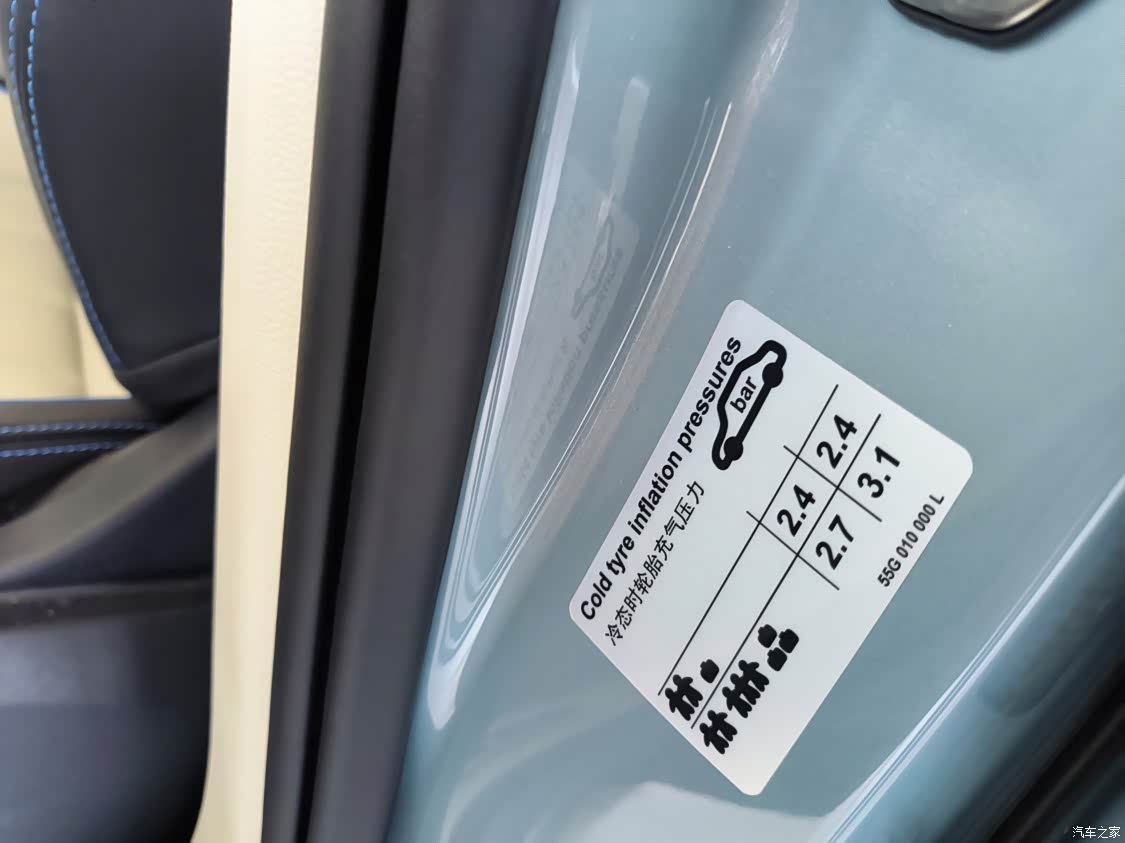 Cold tyre inflation pressures
冷态时轮胎充气压力
bar
2.4 2.4
2.7 3.1
55G 010 000 L
汽车之家